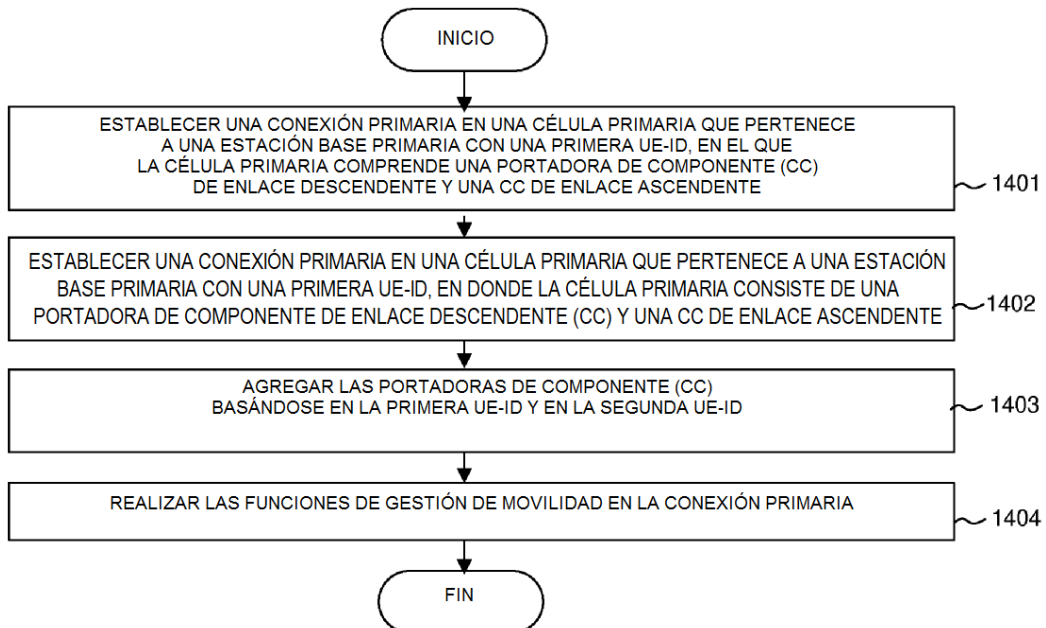 INICIO
ESTABLECER UNA CONEXIÓN PRIMARIA EN UNA CÉLULA PRIMARIA QUE PERTENECE
A UNA ESTACIÓN BASE PRIMARIA CON UNA PRIMERA UE-ID, EN EL QUE
LA CÉLULA PRIMARIA COMPRENDE UNA PORTADORA DE COMPONENTE (CC)
DE ENLACE DESCENDENTE Y UNA CC DE ENLACE ASCENDENTE
1401
ESTABLECER UNA CONEXIÓN PRIMARIA EN UNA CÉLULA PRIMARIA QUE PERTENECE A UNA ESTACIÓN
BASE PRIMARIA CON UNA PRIMERA UE-ID, EN DONDE LA CÉLULA PRIMARIA CONSISTE DE UNA
PORTADORA DE COMPONENTE DE ENLACE DESCENDENTE (CC) Y UNA CC DE ENLACE ASCENDENTE
1402
AGREGAR LAS PORTADORAS DE COMPONENTE (CC)
BASÁNDOSE EN LA PRIMERA UE-ID Y EN LA SEGUNDA UE-ID
1403
REALIZAR LAS FUNCIONES DE GESTIÓN DE MOVILIDAD EN LA CONEXIÓN PRIMARIA
1404
FIN